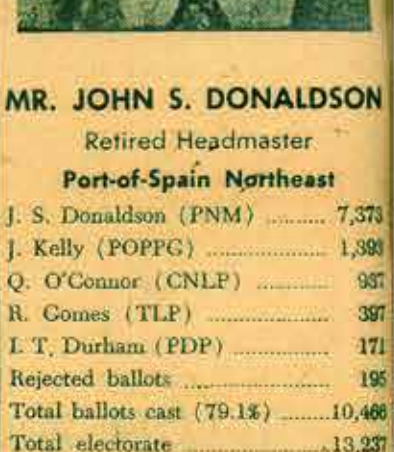 MR. JOHN S. DONALDSON
Retired Headmaster
Port-of-Spain Northeast
J. S. Donaldson (PNM) .......... 7,373
J. Kelly (POPPG) ..................... 1,393
Q. O'Connor (CNLP) ............ 937
R. Gomes (TLP) ..................... 397
I. T. Durham (PDP) ................ 171
Rejected ballots ........................ 195
Total ballots cast (79.1%) ........10,466
Total electorate .....................13,237